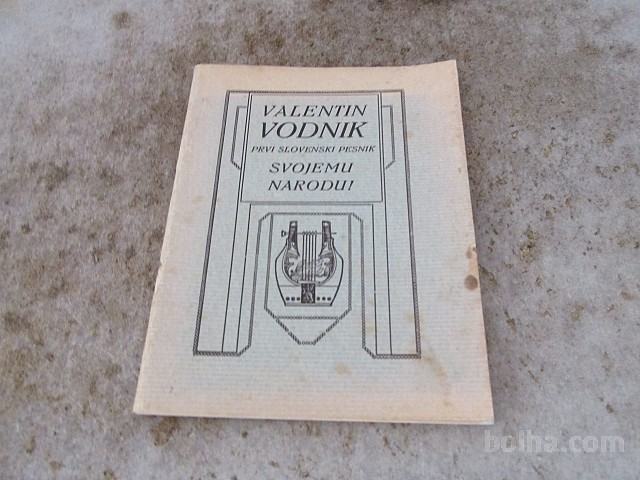 VALENTIN
VODNIK
PRVI SLOVENSKI PESNIK
SVOJEMU
NARODU!
bolha.com